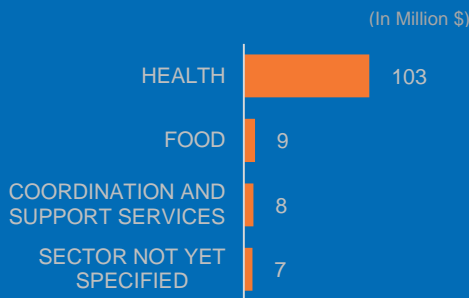 (In Million $)
HEALTH 103
FOOD 9
COORDINATION AND
SUPPORT SERVICES 8
SECTOR NOT YET
SPECIFIED 7